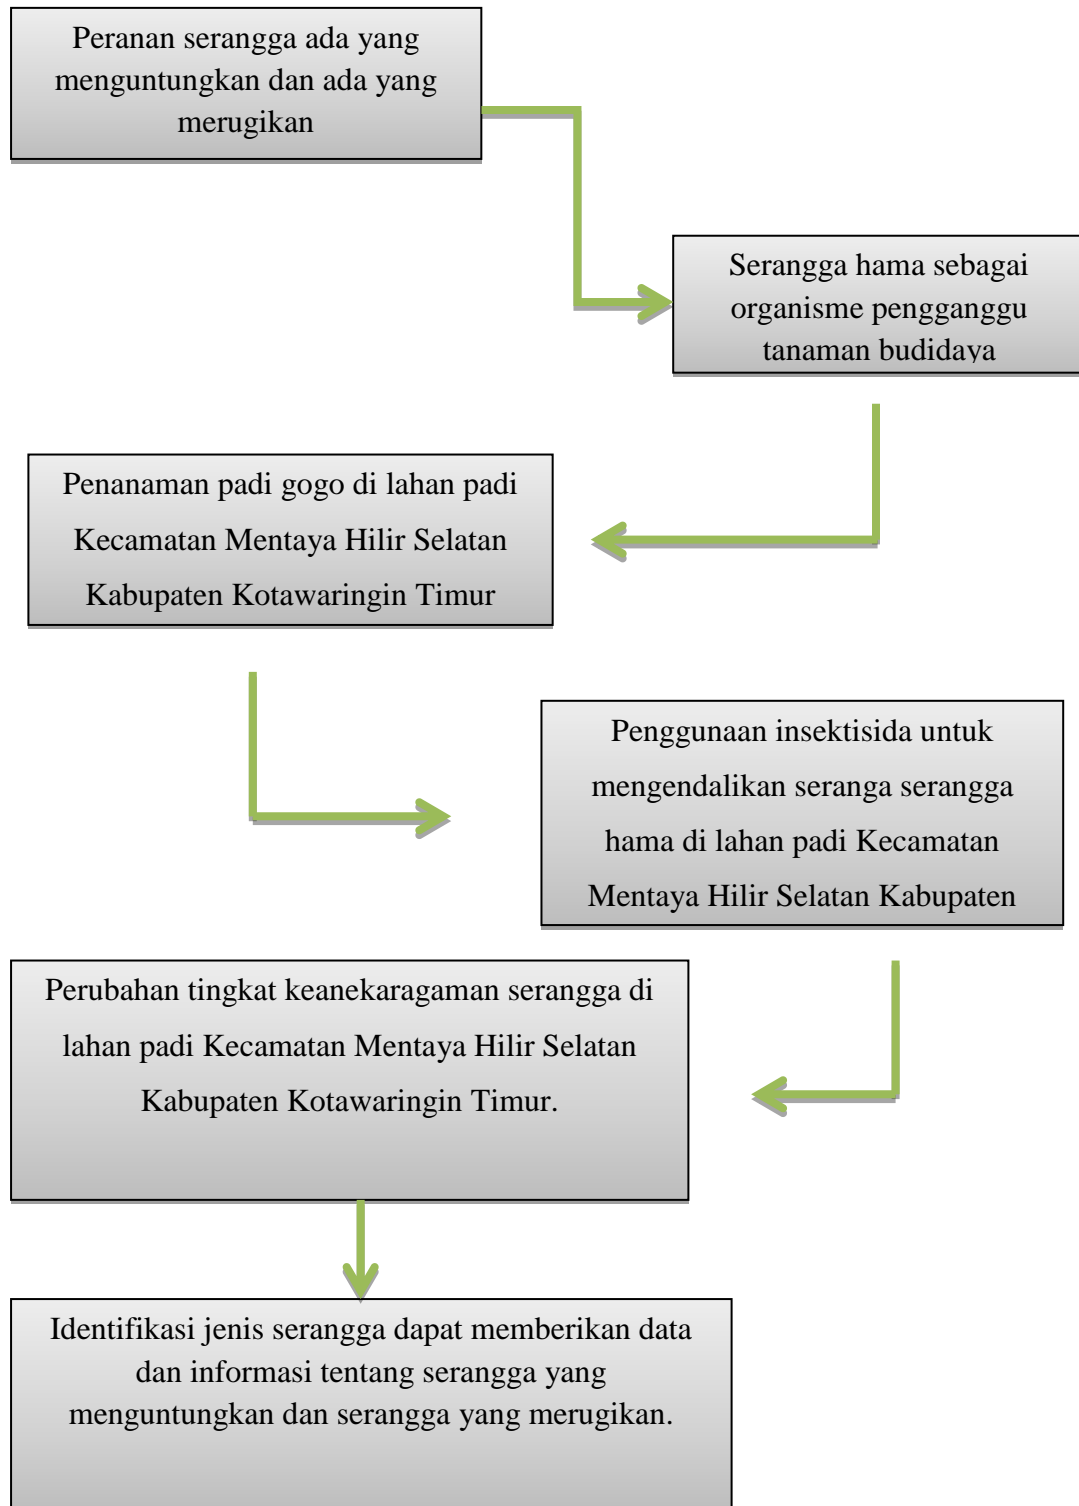 Peranan serangga ada yang
menguntungkan dan ada yang
merugikan
Serangga hama sebagai
organisme pengganggu
tanaman budidaya
Penanaman padi gogo di lahan padi
Kecamatan Mentaya Hilir Selatan
Kabupaten Kotawaringin Timur
Penggunaan insektisida untuk
mengendalikan seranga serangga
hama di lahan padi Kecamatan
Mentaya Hilir Selatan Kabupaten
Perubahan tingkat keanekaragaman serangga di
lahan padi Kecamatan Mentaya Hilir Selatan
Kabupaten Kotawaringin Timur.
Identifikasi jenis serangga dapat memberikan data
dan informasi tentang serangga yang
menguntungkan dan serangga yang merugikan.